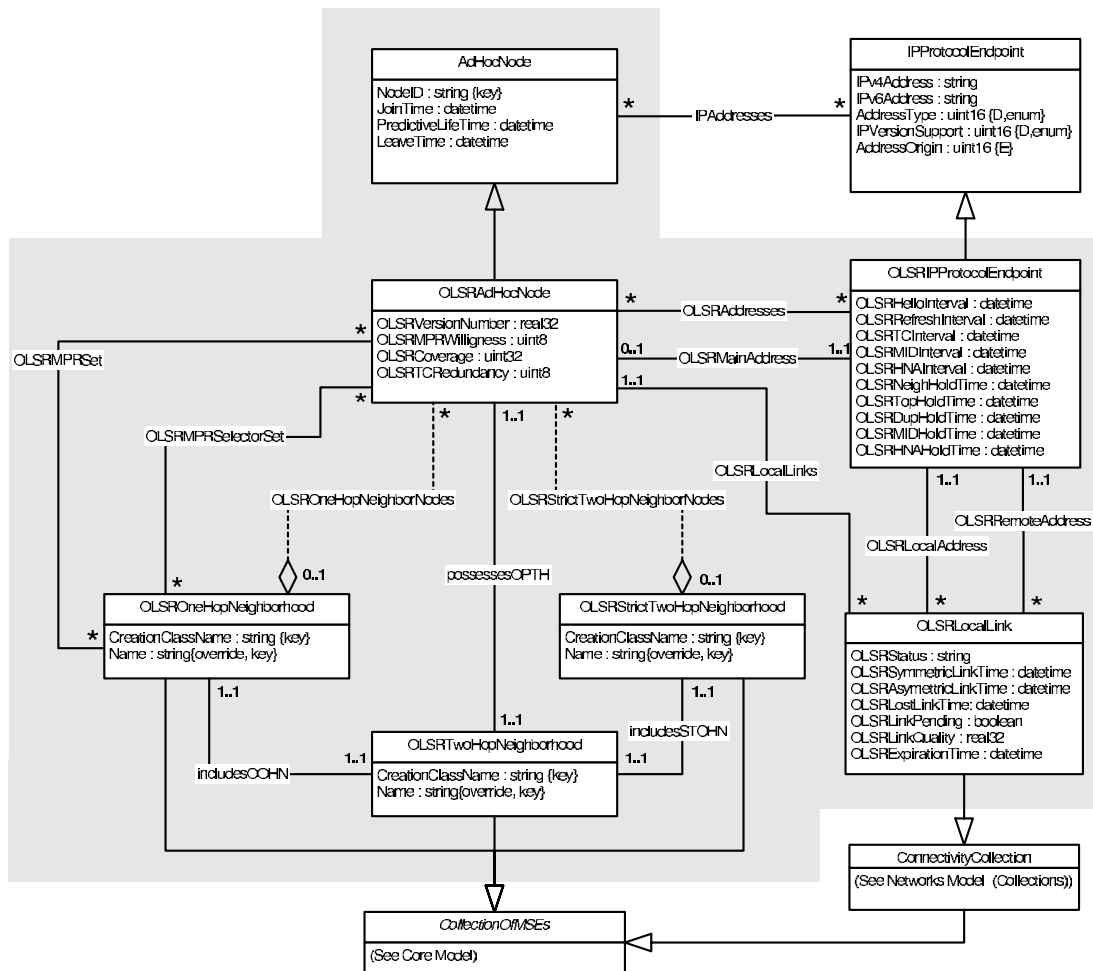 AdHocNode
NodeID : string {key}
JoinTime : datetime
PredictiveLifeTime : datetime
LeaveTime : datetime
IPProtocolEndpoint
IPv4Address : string
IPv6Address : string
AddressType : uint16 {D,enum}
IPVersionSupport : uint16 {D,enum}
AddressOrigin : uint16 {E}
*
IPAddresses
*
OLSRAdHocNode
OLSRVersionNumber : real32
OLSRMPRWilligness : uint8
OLSRCoverage : uint32
OLSRTCRedundancy : uint8
OLSRIPProtocolEndpoint
OLSRHelloInterval : datetime
OLSRRefreshInterval : datetime
OLSRTCInterval : datetime
OLSRMIDInterval : datetime
OLSRHNAInterval : datetime
OLSRNeighHoldTime : datetime
OLSRTopHoldTime : datetime
OLSRDupHoldTime : datetime
OLSRMIDHoldTime : datetime
OLSRHNAHoldTime : datetime
*
OLSRAddresses
*
0..1
OLSRMainAddress
1..1
1..1
*
OLSRMPRSet
*
OLSRMPRSelectorSet
*
1..1
*
OLSRLocalLinks
1..1
1..1
OLSROneHopNeighborNodes
OLSRStrictTwoHopNeighborNodes
OLSRRemoteAddress
OLSRLocalAddress
possessesOPTH
*
0..1
0..1
*
*
*
*
OLSROneHopNeighborhood
CreationClassName : string {key}
Name : string{override, key}
OLSRStrictTwoHopNeighborhood
CreationClassName : string {key}
Name : string{override, key}
OLSRLocalLink
OLSRStatus : string
OLSRSymmetricLinkTime : datetime
OLSRAsymettricLinkTime : datetime
OLSRLostLinkTime: datetime
OLSRLinkPending : boolean
OLSRLinkQuality : real32
OLSRExpirationTime : datetime
1..1
1..1
1..1
includesSTOHN
1..1
includesOOHN
1..1
OLSRTwoHopNeighborhood
CreationClassName : string {key}
Name : string{override, key}
ConnectivityCollection
(See Networks Model (Collections))
CollectionOfMSEs
(See Core Model)